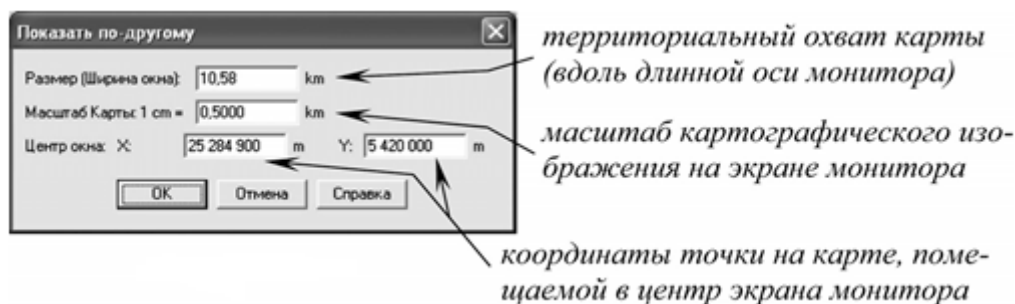 Показать по-другому
территориальный охват карты
(вдоль длинной оси монитора)
Размер (Ширина окна): 10,58 km
Масштаб Карты: 1 cm = 0,5000 km
масштаб картографического изо-
бражения на экране монитора
Центр окна: X: 25 284 900 m Y: 5 420 000 m
OK Отмена Справка
координаты точки на карте, поме-
щаемой в центр экрана монитора